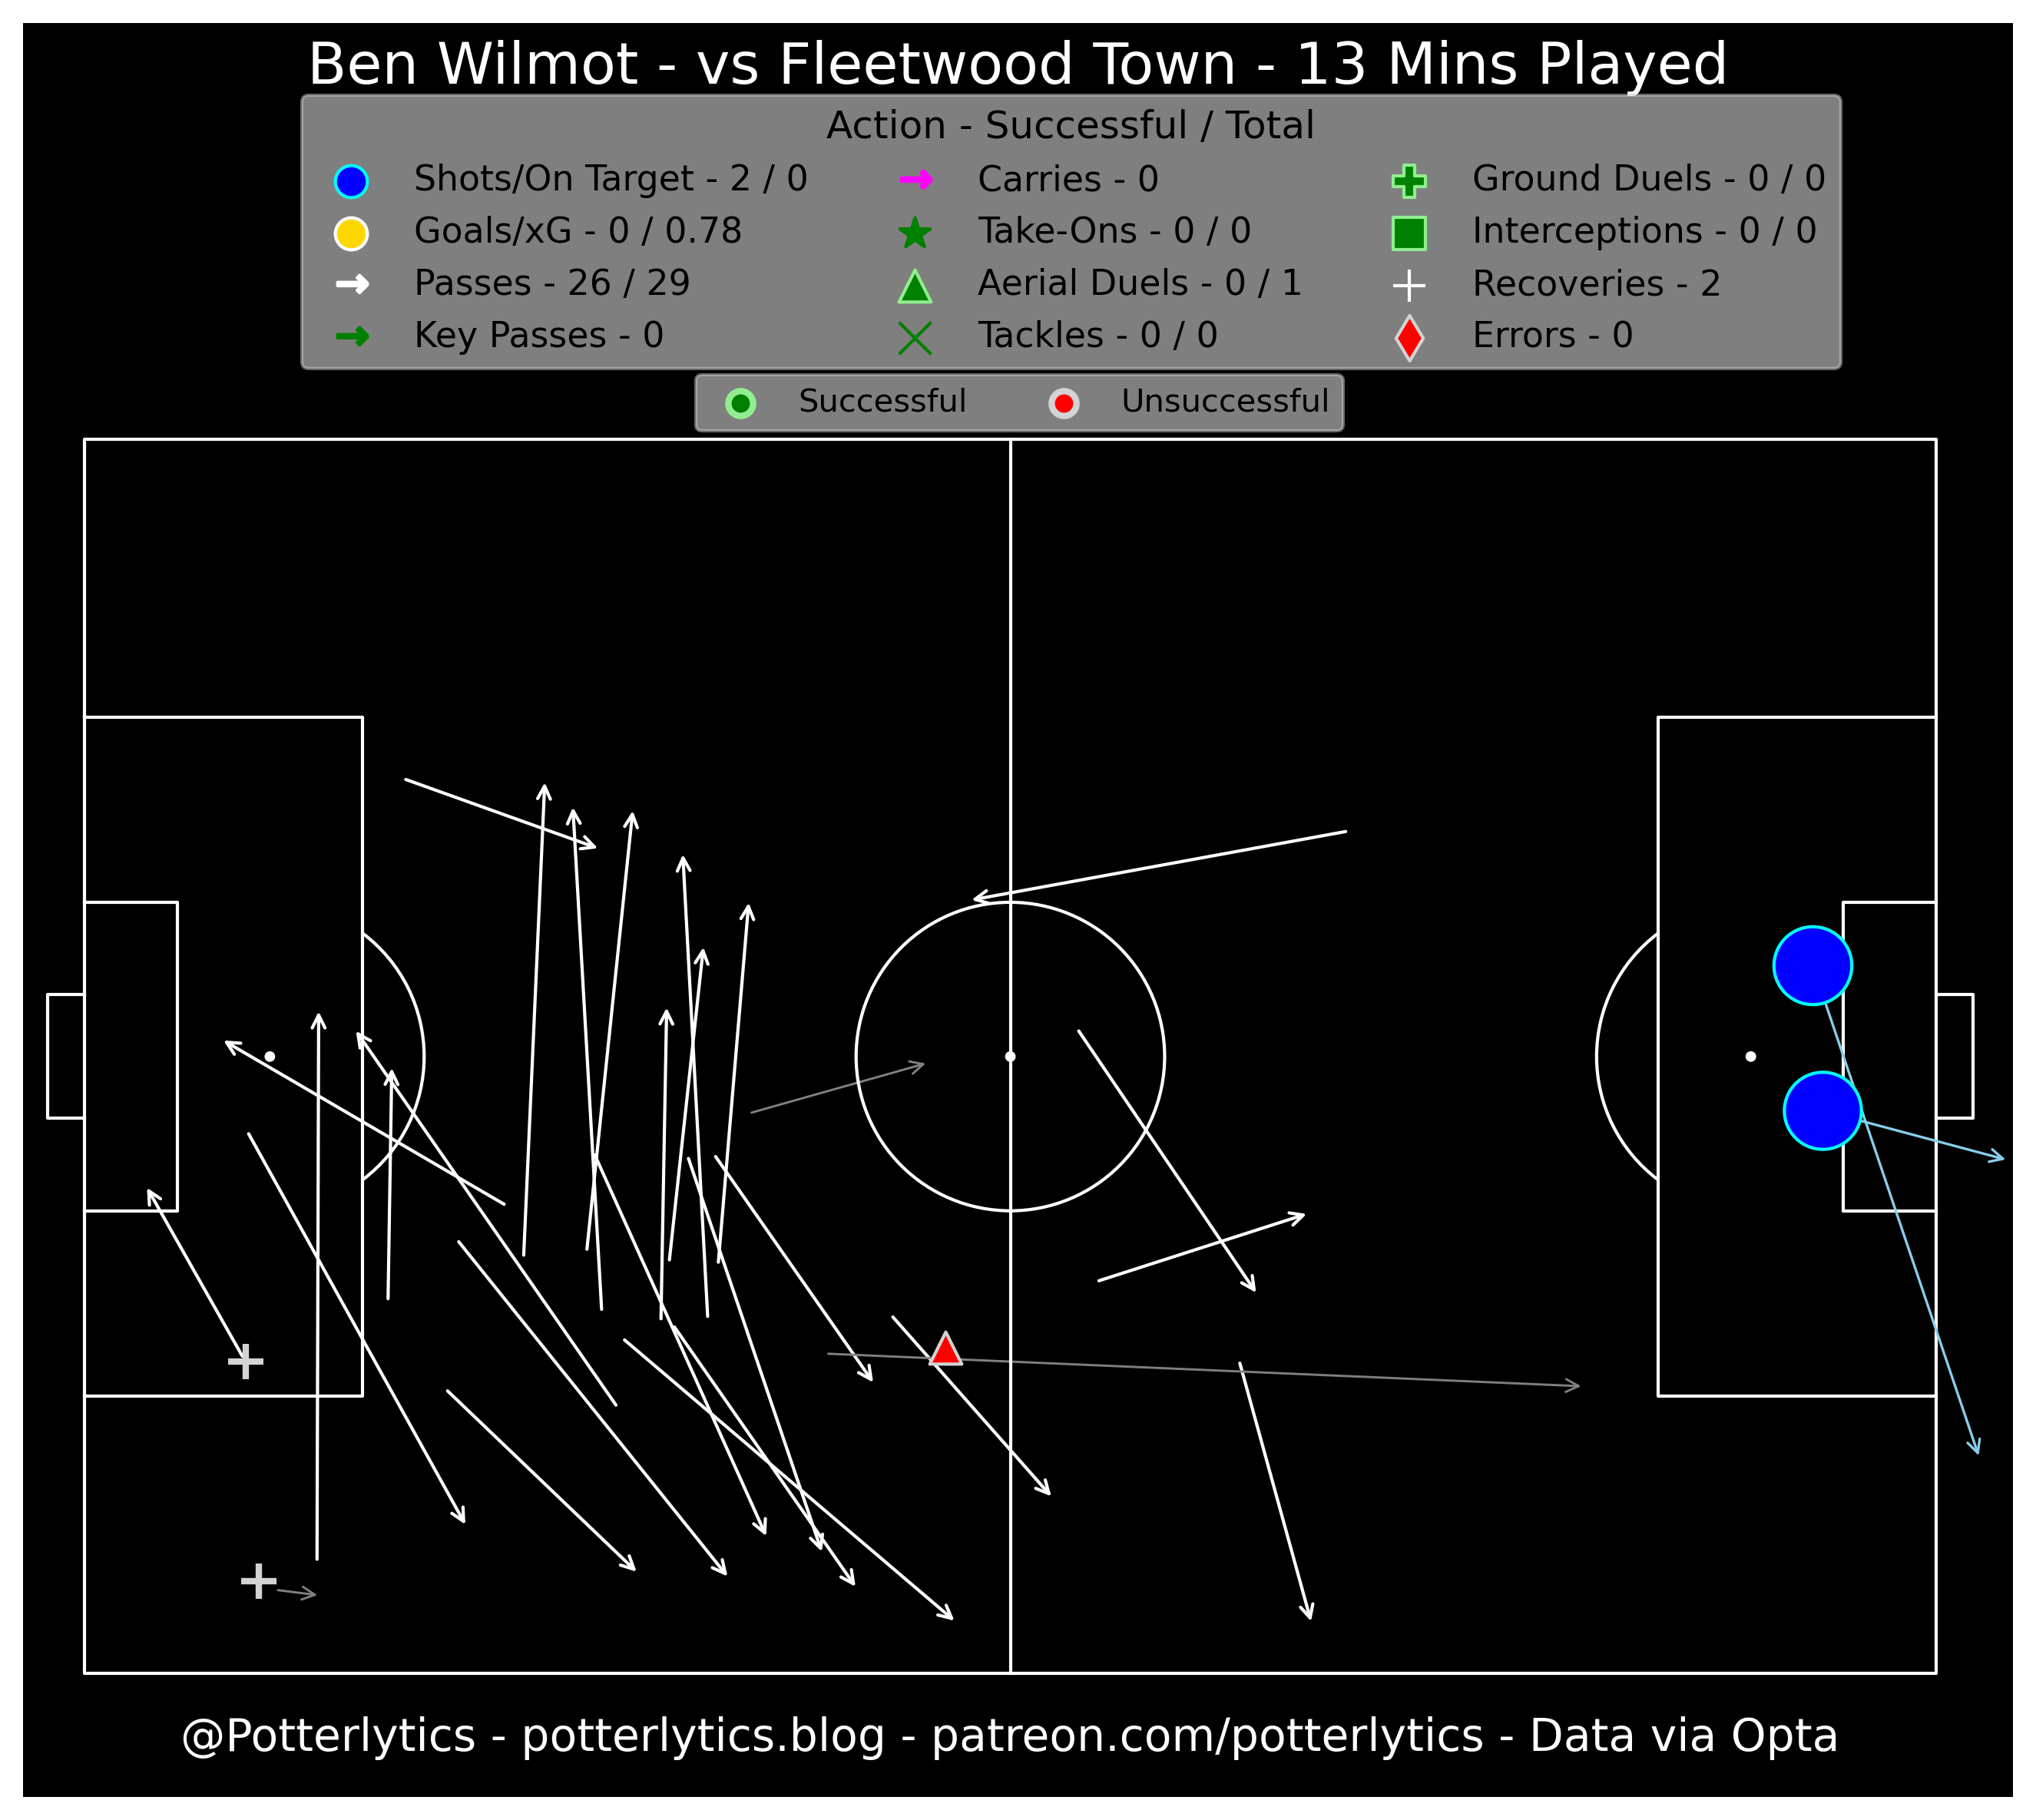 Ben Wilmot - vs Fleetwood Town - 13 Mins Played
Action - Successful / Total
Shots/On Target - 2 / 0
Carries - 0
Ground Duels - 0 / 0
Goals/xG - 0 / 0.78
Take-Ons - 0 / 0
Interceptions - 0 / 0
Passes - 26 / 29
Aerial Duels - 0 / 1
Recoveries - 2
Key Passes - 0
Tackles - 0 / 0
Errors - 0
Successful
Unsuccessful
@Potterlytics - potterlytics.blog - patreon.com/potterlytics - Data via Opta